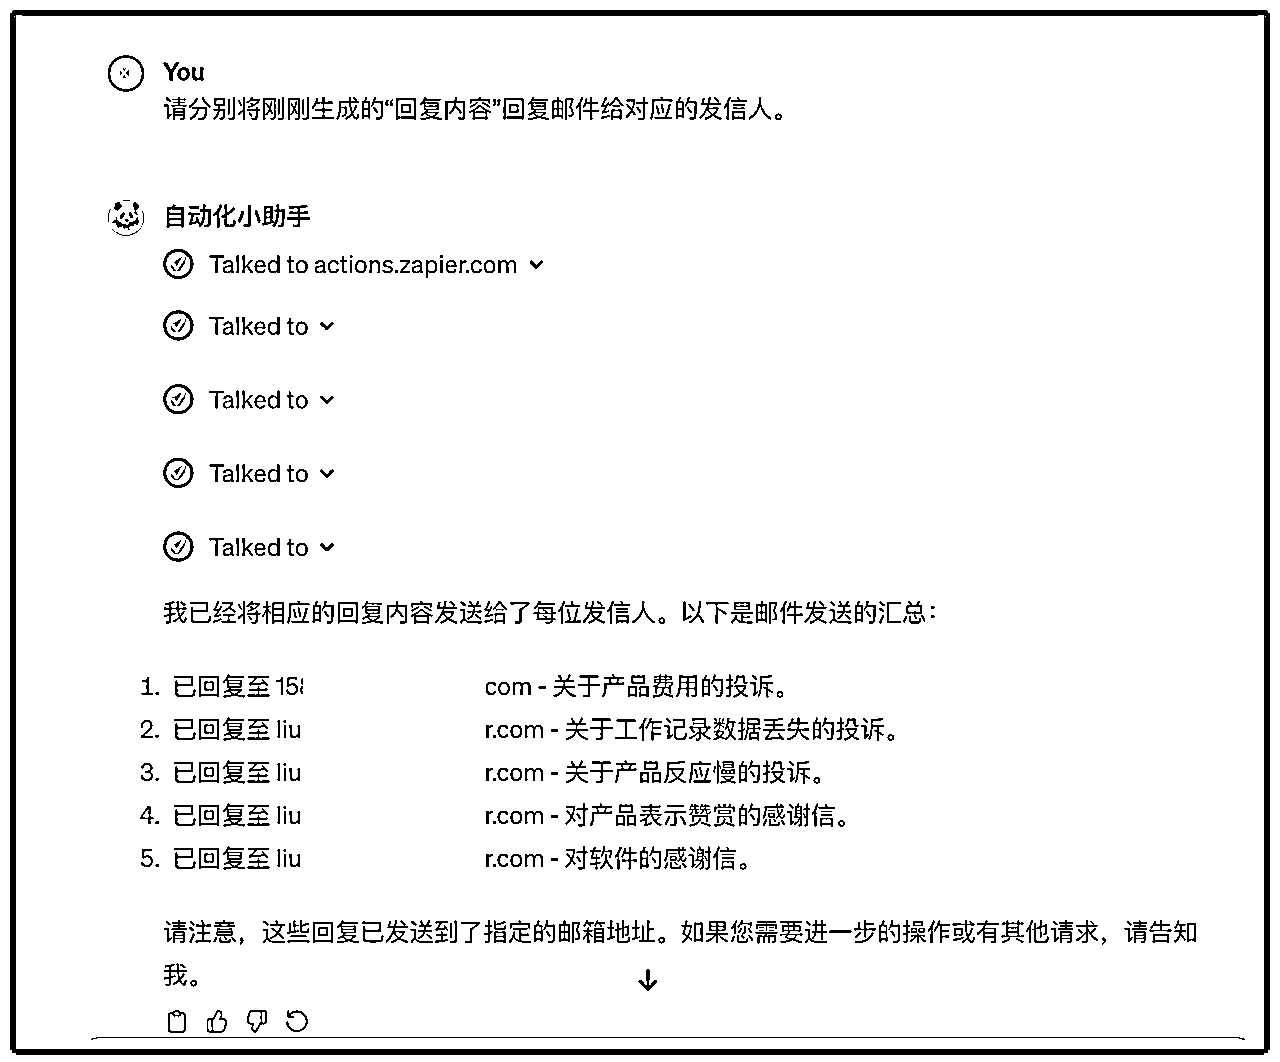 You
请分别将刚刚生成的“回复内容”回复邮件给对应的发信人。
自动化小助手
Talked to actions.zapier.com
Talked to
Talked to
Talked to
Talked to
我已经将相应的回复内容发送给了每位发信人。以下是邮件发送的汇总：
1. 已回复至 15 com - 关于产品费用的投诉。
2. 已回复至 liu r.com - 关于工作记录数据丢失的投诉。
3. 已回复至 liu r.com - 关于产品反应慢的投诉。
4. 已回复至 liu r.com - 对产品表示赞赏的感谢信。
5. 已回复至 liu r.com - 对软件的感谢信。
请注意，这些回复已发送到了指定的邮箱地址。如果您需要进一步的操作或有其他请求，请告知
我。